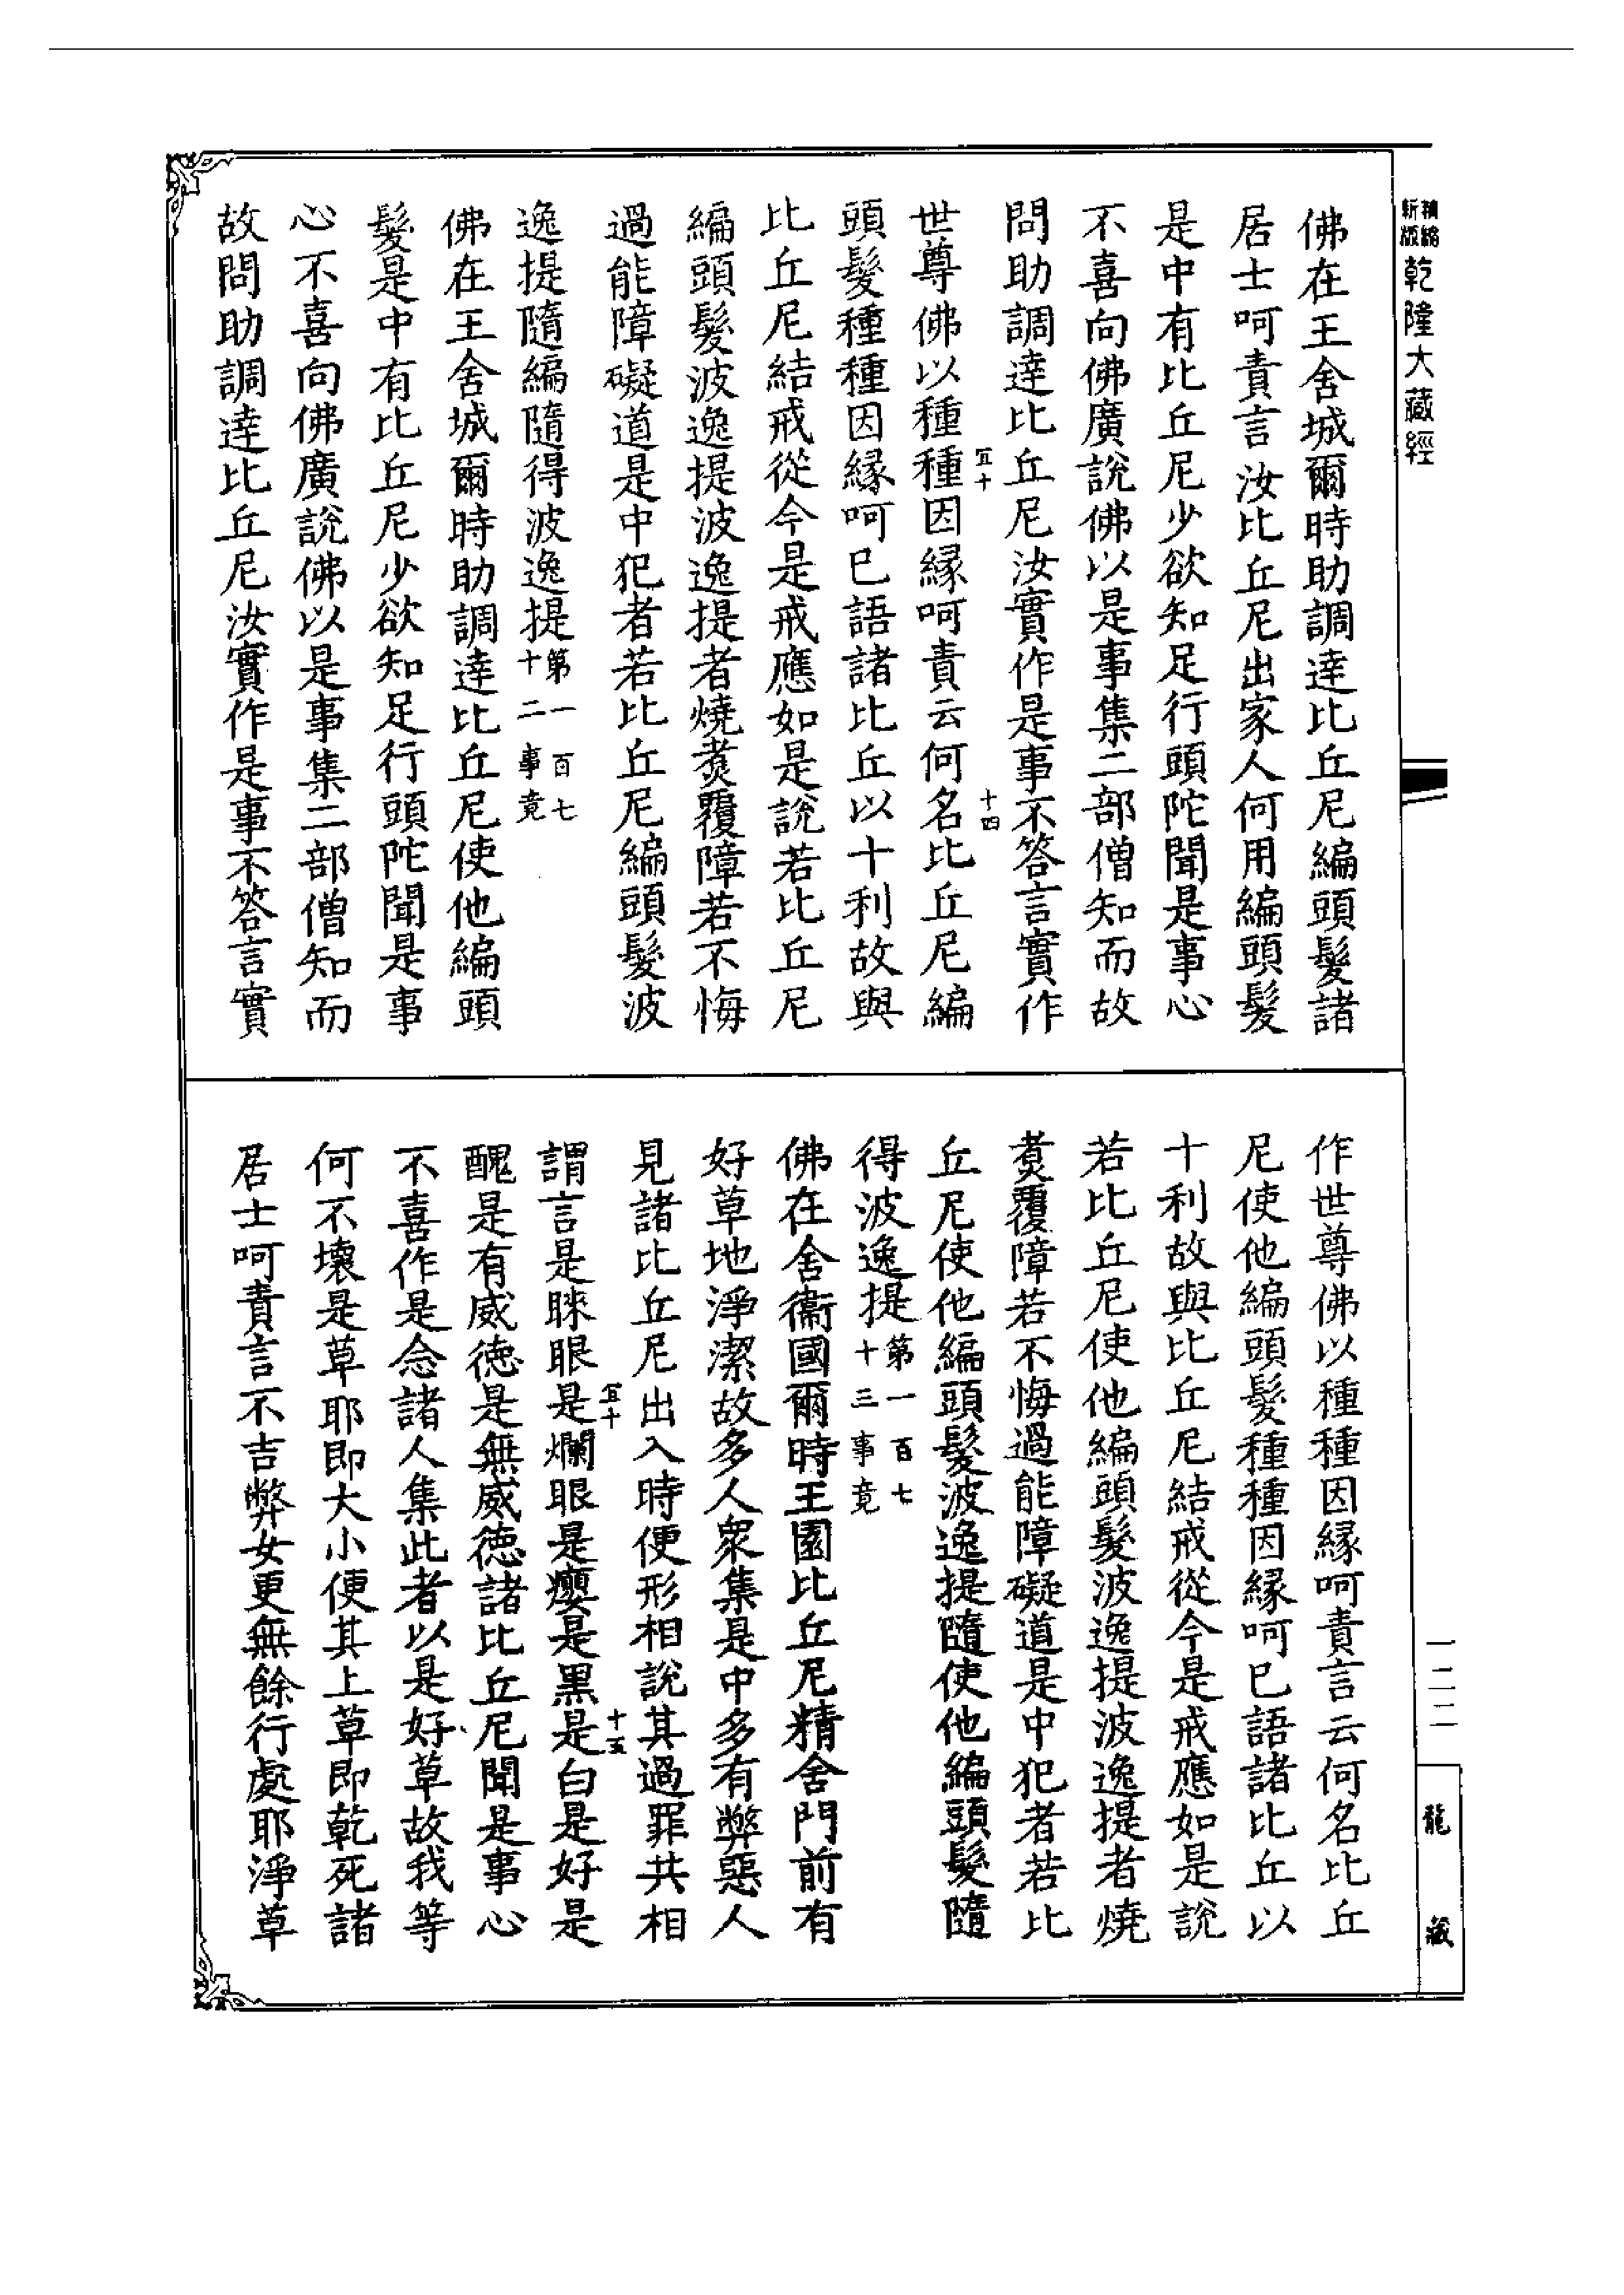 精縮新版乾隆大藏經
佛在王舍城爾時助調達比丘尼編頭髮諸
居士呵責言汝比丘尼出家人何用編頭髮
是中有比丘尼少欲知足行頭陀聞是事心
不喜向佛廣說佛以是事集二部僧知而故
問助調達比丘尼汝實作是事不答言實作
冝十
十四
世尊佛以種種因緣呵責云何名比丘尼編
頭髮種種因緣呵已語諸比丘以十利故與
比丘尼結戒從今是戒應如是說若比丘尼
編頭髮波逸提波逸提者燒煑覆障若不悔
過能障礙道是中犯者若比丘尼編頭髮波
逸提隨編隨得波逸提第一百七十二事竟
佛在王舍城爾時助調達比丘尼使他編頭
髮是中有比丘尼少欲知足行頭陀聞是事
心不喜向佛廣說佛以是事集二部僧知而
故問助調達比丘尼汝實作是事不答言實
作世尊佛以種種因緣呵責言云何名比丘
尼使他編頭髮種種因緣呵已語諸比丘以
十利故與比丘尼結戒從今是戒應如是說
若比丘尼使他編頭髮波逸提波逸提者燒
煑覆障若不悔過能障礙道是中犯者若比
丘尼使他編頭髮波逸提隨使他編頭髮隨
得波逸提第一百七十三事竟
佛在舍衞國爾時王園比丘尼精舍門前有
好草地淨潔故多人衆集是中多有弊惡人
見諸比丘尼出入時便形相說其過罪共相
冝十
十五
謂言是睞眼是爛眼是癭是黑是白是好是
醜是有威德是無威德諸比丘尼聞是事心
不喜作是念諸人集此者以是好草故我等
何不壞是草耶即大小便其上草即乾死諸
居士呵責言不吉弊女更無餘行處耶淨草
一二二
龍藏